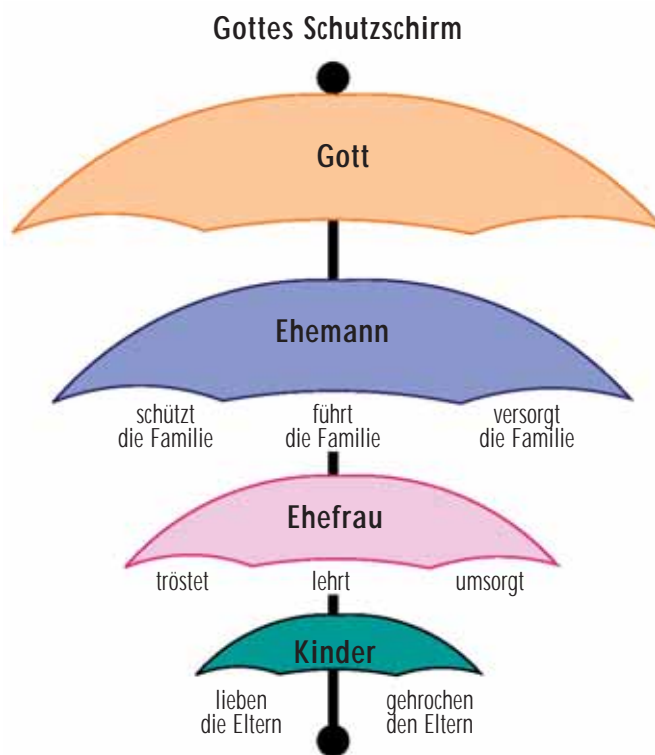 Gottes Schutzschirm
Gott
Ehemann
schützt führt versorgt
die Familie die Familie die Familie
Ehefrau
tröstet lehrt umsorgt
Kinder
lieben gehrochen
die Eltern den Eltern